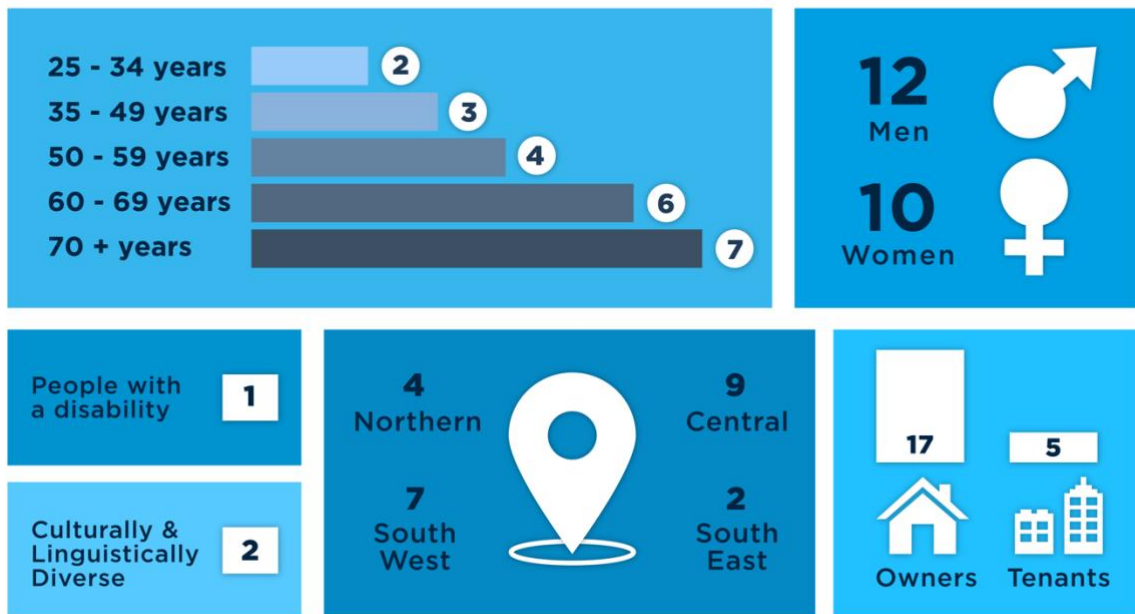 25 - 34 years 2
35 - 49 years 3
50 - 59 years 4
60 - 69 years 6
70 + years 7
12
Men
10
Women
People with
a disability
1
Culturally &
Linguistically
Diverse
2
4
Northern
9
Central
7
South
West
2
South
East
17
Owners
5
Tenants